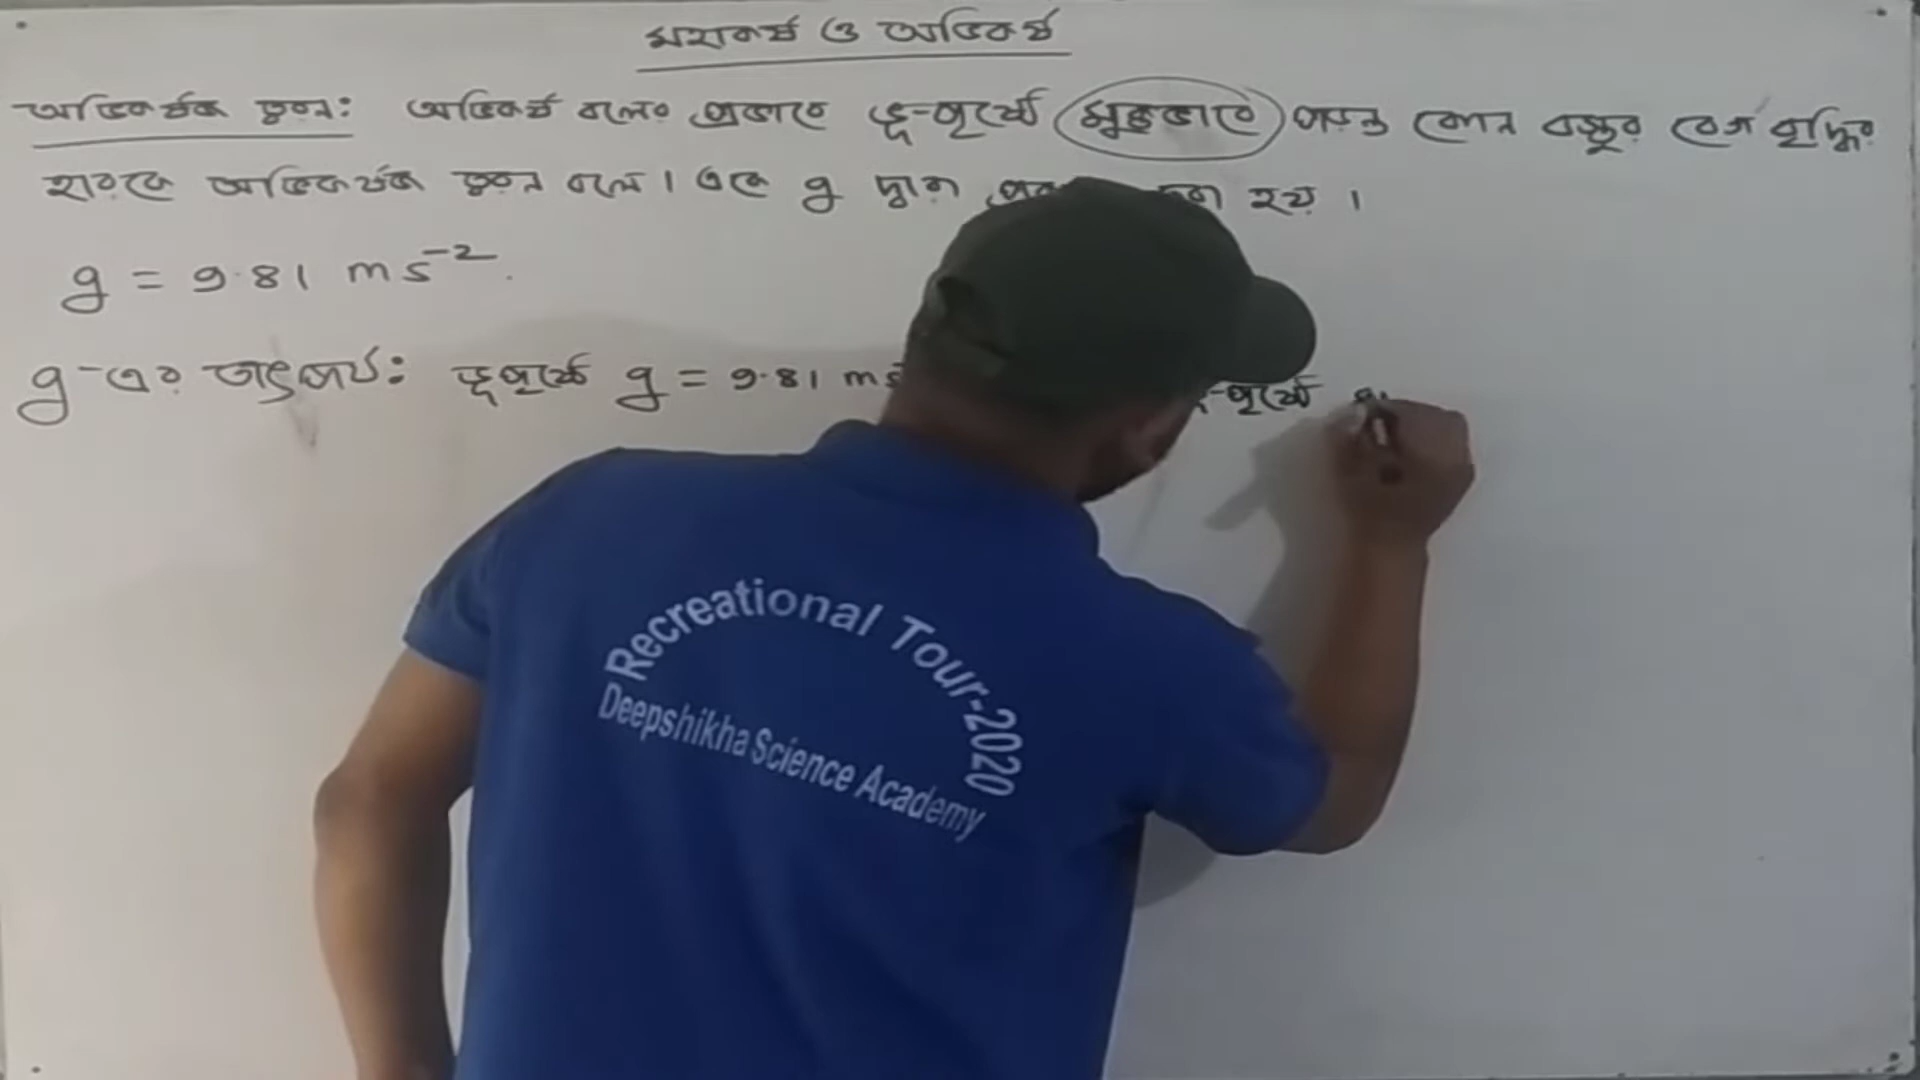 মহাকর্ষ ও অভিকর্ষ
অভিকর্ষজ ত্বরণ: অভিকর্ষ বলের প্রভাবে ভূ-পৃষ্ঠে মুক্তভাবে পড়ন্ত কোন বস্তুর বেগ বৃদ্ধির
হারকে অভিকর্ষজ ত্বরণ বলে। একে g দ্বারা হয়।
g = 9.81 ms⁻²
g-এর তাৎপর্য: ভূপৃষ্ঠে g = 9.81 ms পৃষ্ঠে
Recreational Tour-2020
Deepshikha Science Academy